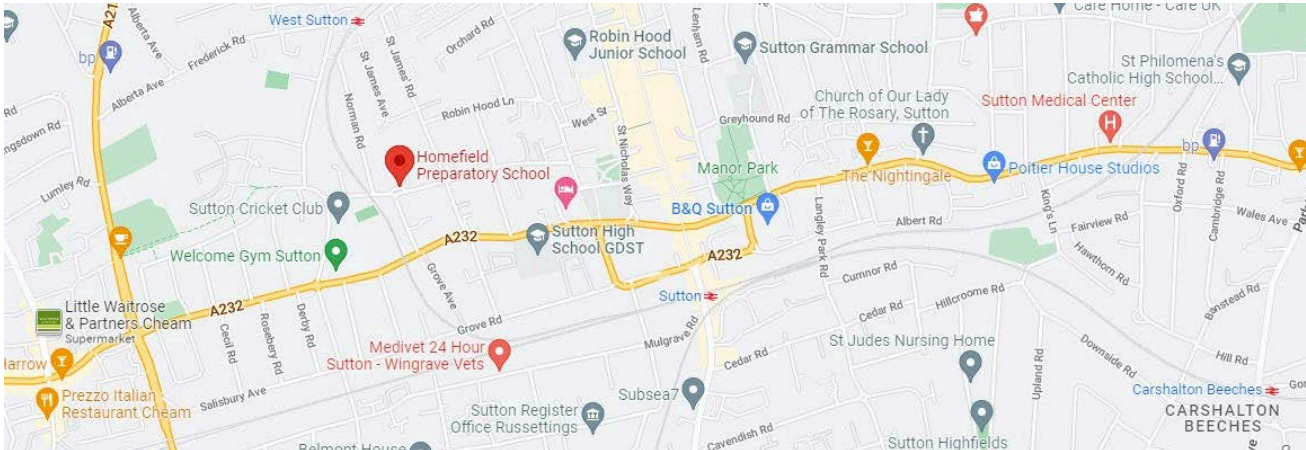 West Sutton
A21
Alberta Ave
bp
Frederick Rd
Alberta Ave
St James Ave
St James' Rd
Orchard Rd
Robin Hood
Junior School
Lenham Rd
Sutton Grammar School
Care Home - Care UK
St Philomena's
Catholic High School...
Norman Rd
Robin Hood Ln
West St
St Nicholas Way
Greyhound Rd
Church of Our Lady
of The Rosary, Sutton
Sutton Medical Center
H
bp
Lumley Rd
Homefield
Preparatory School
Manor Park
The Nightingale
Poitier House Studios
Sutton Cricket Club
B&Q Sutton
Langley Park Rd
Albert Rd
King's Ln
Fairview Rd
Oxford Rd
Cambridge Rd
Wales Ave
Welcome Gym Sutton
A232
Sutton High
School GDST
A232
Cumnor Rd
Hawthorn Rd
Grove Ave
Sutton
Cedar Rd
Hillcroome Rd
Banstead Rd
Little Waitrose
& Partners Cheam
Supermarket
A232
Cecil Rd
Rosebery Rd
Derby Rd
Grove Rd
Mulgrave Rd
Medivet 24 Hour
Sutton - Wingrave Vets
Cedar Rd
St Judes Nursing Home
Upland Rd
Downside Rd
Hill Rd
Harrow
Prezzo Italian
Restaurant Cheam
Salisbury Ave
Subsea7
Carshalton Beeches
CARSHALTON
BEECHES
Sutton Register
Office Russettings
Belmont House
Cavendish Rd
Sutton Highfields